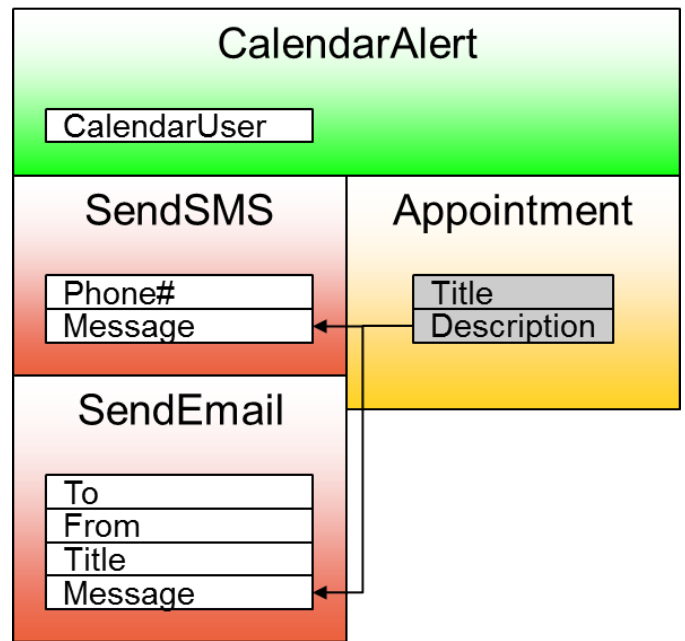 CalendarAlert
CalendarUser
SendSMS
Phone#
Message
Appointment
Title
Description
SendEmail
To
From
Title
Message